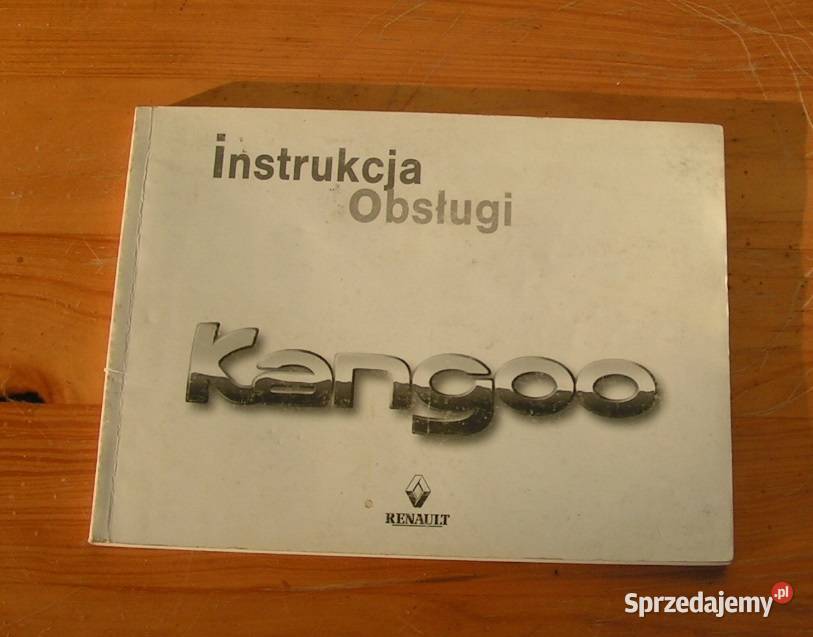 instrukcja
Obsługi
Kangoo
RENAULT
Sprzedajemy.pl